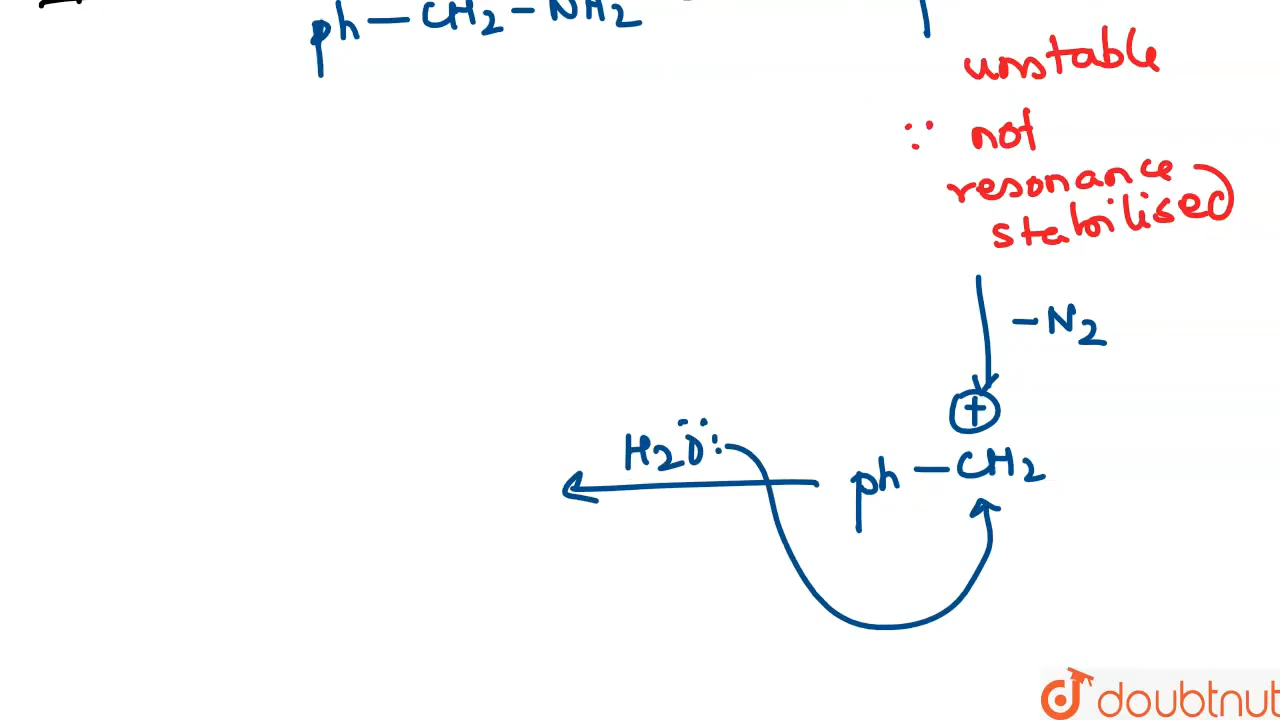 ph-CH2-NH2
unstable
∵ not
resonance
stabilised
-N2
+
H2O:
ph-CH2
doubtnut